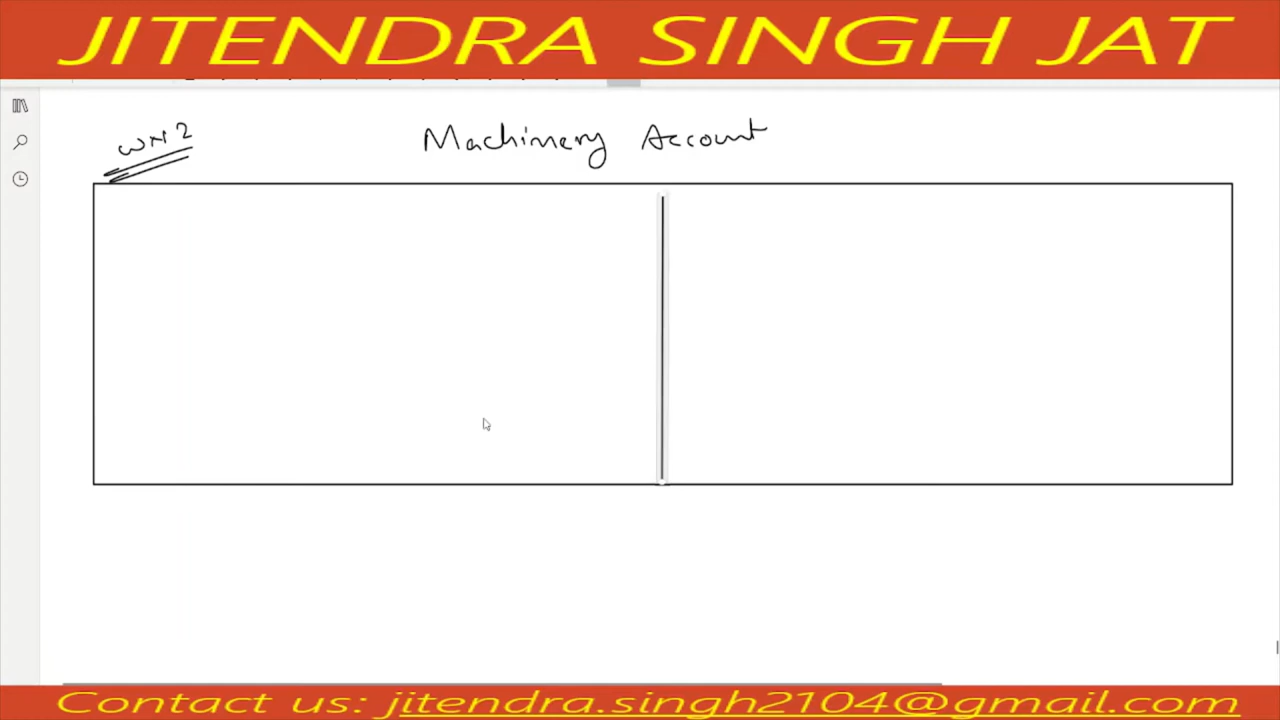 JITENDRA SINGH JAT
WN 2
Machinery Account
Contact us: jitendra.singh2104@gmail.com